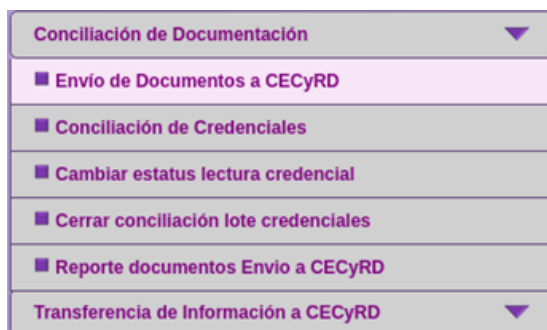 Conciliación de Documentación
Envío de Documentos a CECyRD
Conciliación de Credenciales
Cambiar estatus lectura credencial
Cerrar conciliación lote credenciales
Reporte documentos Envio a CECyRD
Transferencia de Información a CECyRD